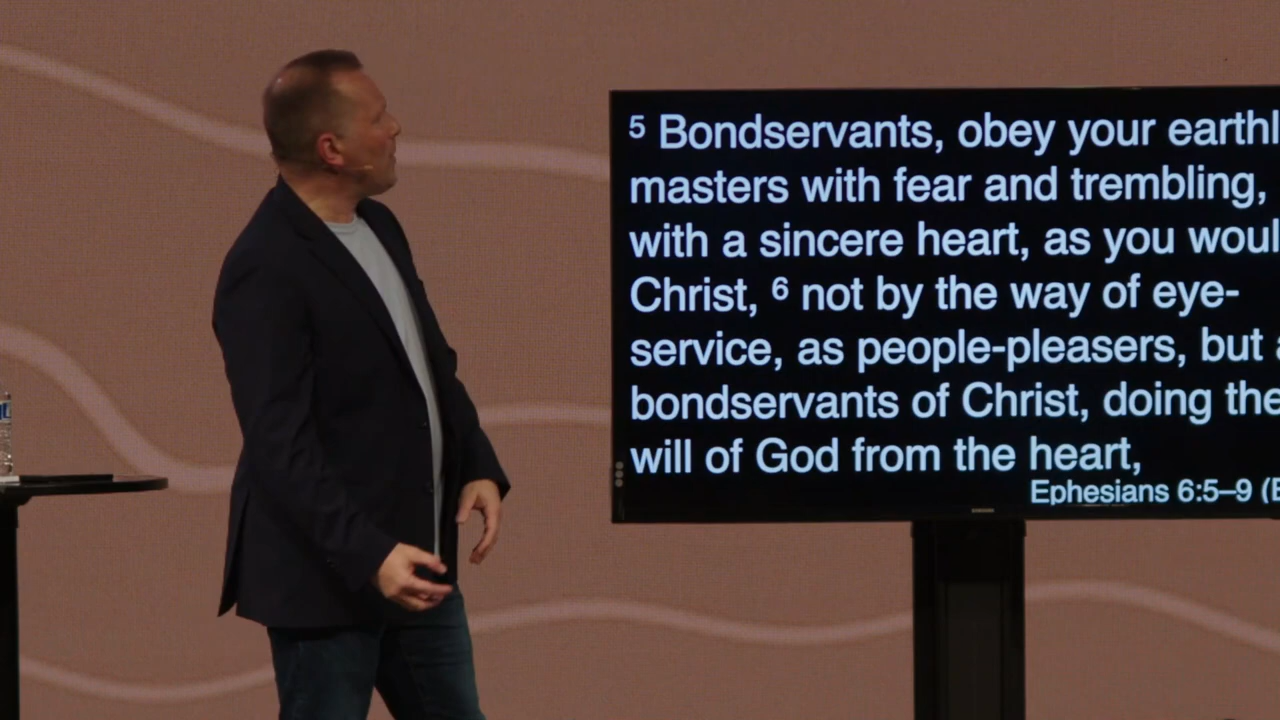 5 Bondservants, obey your earthl
masters with fear and trembling,
with a sincere heart, as you woul
Christ, 6 not by the way of eye-
service, as people-pleasers, but a
bondservants of Christ, doing the
will of God from the heart,
Ephesians 6:5–9 (E
SAMSUNG